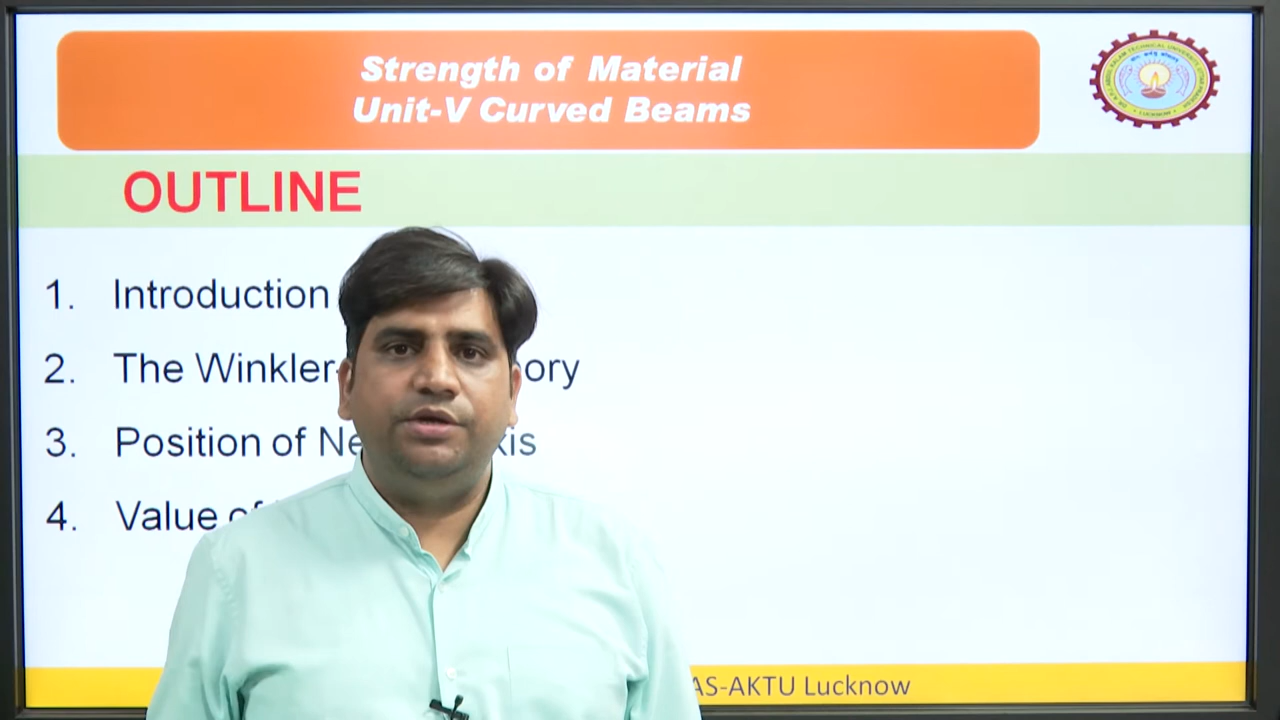 Strength of Material
Unit-V Curved Beams
OUTLINE
1. Introduction
2. The Winkler- ory
3. Position of Ne xis
4. Value of
AS-AKTU Lucknow